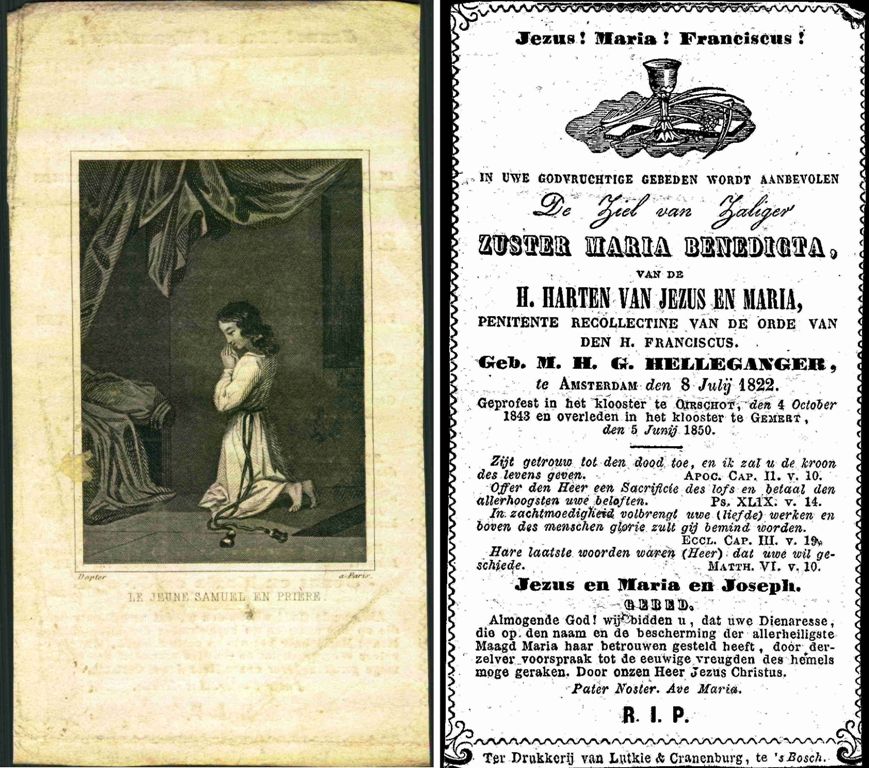 Dopter
a Paris.
LE JEUNE SAMUEL EN PRIÈRE.
Jezus! Maria! Franciscus!
IN UWE GODVRUCHTIGE GEBEDEN WORDT AANBEVOLEN
De Ziel van Zaliger
ZUSTER MARIA BENEDICTA,
VAN DE
H. HARTEN VAN JEZUS EN MARIA,
PENITENTE RECOLLECTINE VAN DE ORDE VAN
DEN H. FRANCISCUS.
Geb. M. H. G. HELLEGANGER,
te AMSTERDAM den 8 Julij 1822.
Geprofest in het klooster te OIRSCHOT, den 4 October
1843 en overleden in het klooster te GEMERT,
den 5 Junij 1850.
Zijt getrouw tot den dood toe, en ik zal u de kroon
des levens geven. APOC. CAP. II. v. 10.
Offer den Heer een Sacrificie des lofs en betaal den
allerhoogsten uwe beloften. Ps. XLIX. v. 14.
In zachtmoedigheid volbrengt uwe (liefde) werken en
boven des menschen glorie zult gij bemind worden.
ECCL. CAP. III. v. 19.
Hare laatste woorden waren (Heer) dat uwe wil ge-
schiede. MATTH. VI. v. 10.
Jezus en Maria en Joseph.
GEBED.
Almogende God! wij bidden u, dat uwe Dienaresse,
die op den naam en de bescherming der allerheiligste
Maagd Maria haar betrouwen gesteld heeft, door der-
zelver voorspraak tot de eeuwige vreugden des hemels
moge geraken. Door onzen Heer Jezus Christus.
Pater Noster. Ave Maria.
R. I. P.
Ter Drukkerij van Lutkie & Cranenburg, te 's Bosch.